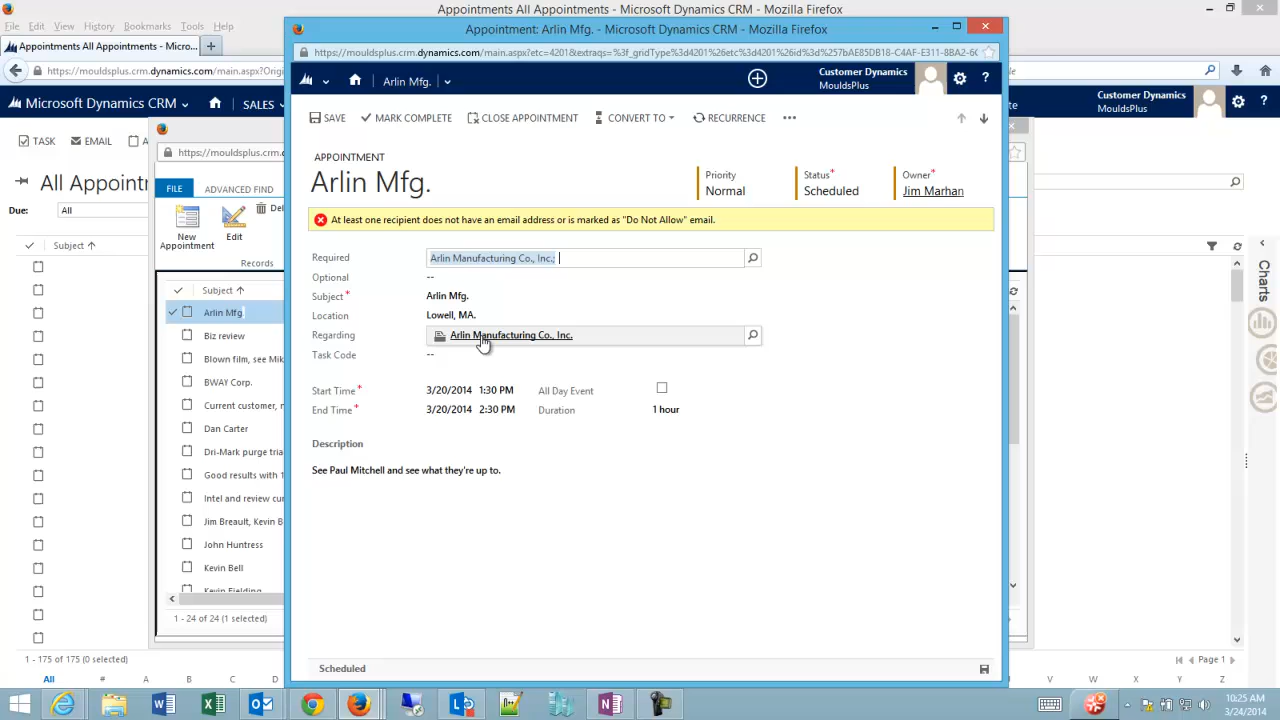 Appointments All Appointments - Microsoft Dynamics CRM - Mozilla Firefox
File Edit View History Bookmarks Tools Help
Appointments All Appointments - Micros...
https://mouldsplus.crm.dynamics.com/main.aspx?Ori
Microsoft Dynamics CRM
SALES
Customer Dynamics
MouldsPlus
TASK
EMAIL
All Appointm
Due:
All
Subject
https://mouldsplus.crm.d
FILE
ADVANCED FIND
New
Appointment
Edit
Records
Subject
Arlin Mfg.
Biz review
Blown film, see Mik
BWAY Corp.
Current customer, n
Dan Carter
Dri-Mark purge tria
Good results with 1
Intel and review cur
Jim Breault, Kevin B
John Huntress
Kevin Bell
Kevin Fielding
1 - 24 of 24 (1 selected)
1 - 175 of 175 (0 selected)
Page 1
All
#
A
B
C
D
V
W
X
Y
Z
Charts
Appointment: Arlin Mfg. - Microsoft Dynamics CRM - Mozilla Firefox
https://mouldsplus.crm.dynamics.com/main.aspx?etc=4201&extraqs=%3f_gridType%3d4201%26etc%3d4201%26id%3d%257bAE85DB18-C4AF-E311-8BA2-6C
Arlin Mfg.
Customer Dynamics
MouldsPlus
?
SAVE
MARK COMPLETE
CLOSE APPOINTMENT
CONVERT TO
RECURRENCE
•••
APPOINTMENT
Arlin Mfg.
Priority
Normal
Status*
Scheduled
Owner*
Jim Marhan
At least one recipient does not have an email address or is marked as "Do Not Allow" email.
Required Arlin Manufacturing Co., Inc.;
Optional --
Subject* Arlin Mfg.
Location Lowell, MA.
Regarding Arlin Manufacturing Co., Inc.
Task Code --
Start Time* 3/20/2014 1:30 PM All Day Event
End Time* 3/20/2014 2:30 PM Duration 1 hour
Description
See Paul Mitchell and see what they're up to.
Scheduled
10:25 AM
3/24/2014